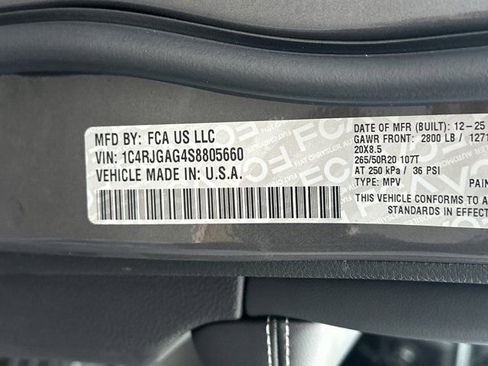 MFD BY: FCA US LLC
VIN: 1C4RJGAG4S8805660
VEHICLE MADE IN: U.S.A.
DATE OF MFR (BUILT): 12-25
GAWR FRONT: 2800 LB / 1271
20X8.5
265/50R20 107T
AT 250 kPa / 36 PSI
TYPE: MPV PAIN
THIS VEHICLE CONFORMS TO A
STANDARDS IN EFFECT